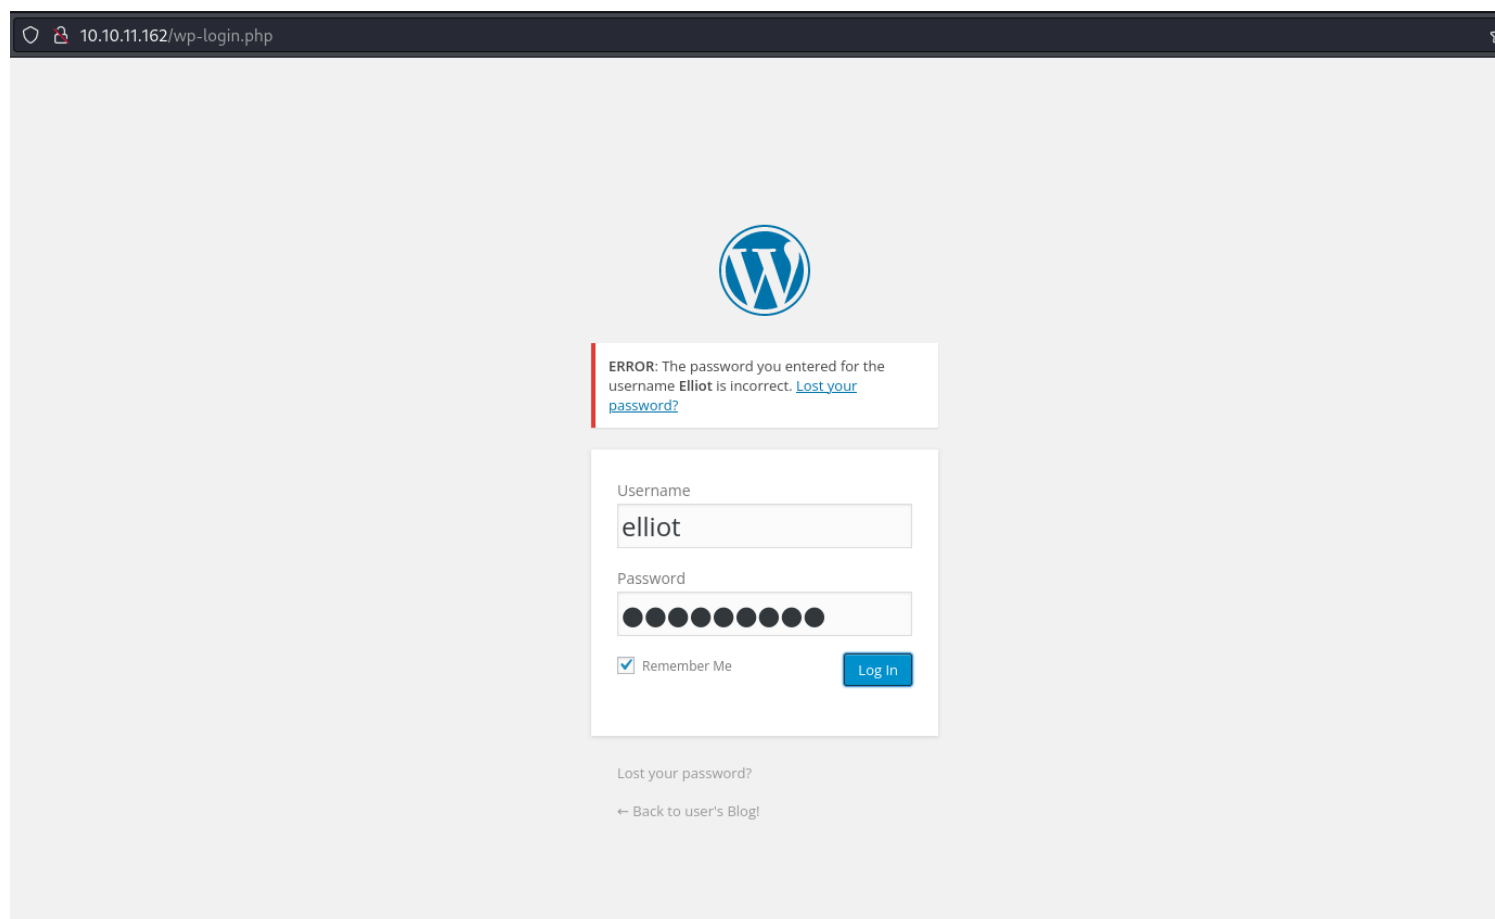 10.10.11.162/wp-login.php
ERROR: The password you entered for the
username Elliot is incorrect. Lost your
password?
Username
elliot
Password
Remember Me
Log In
Lost your password?
← Back to user's Blog!